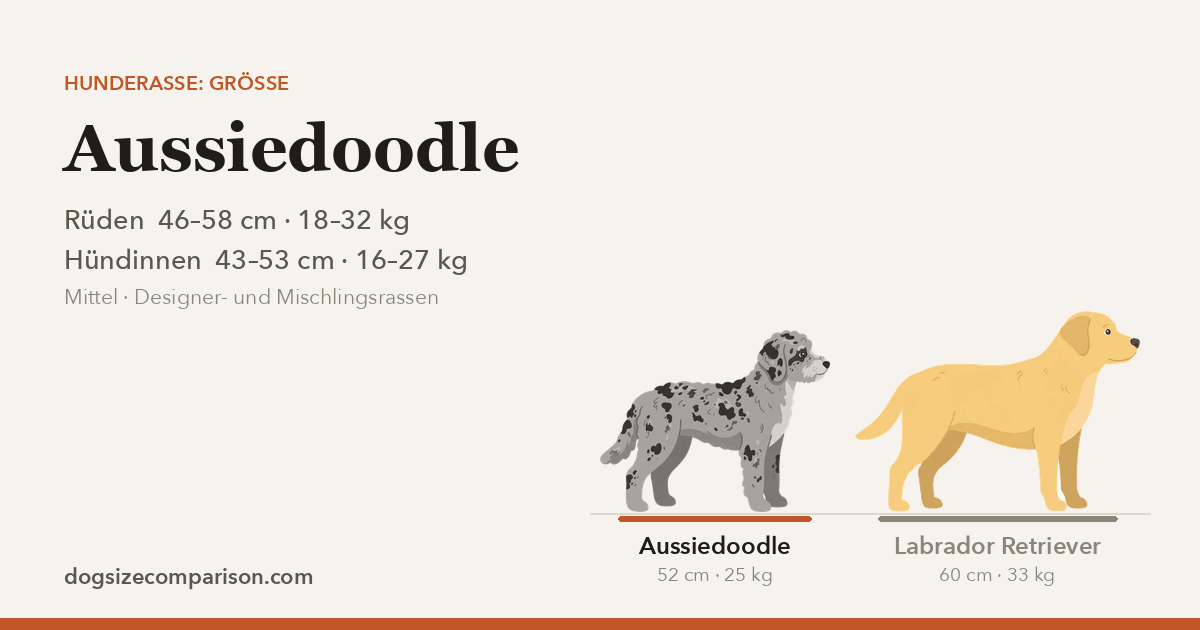 HUNDERASSE: GRÖSSE
Aussiedoodle
Rüden 46–58 cm · 18–32 kg
Hündinnen 43–53 cm · 16–27 kg
Mittel · Designer- und Mischlingsrassen
Aussiedoodle
52 cm · 25 kg
Labrador Retriever
60 cm · 33 kg
dogsizecomparison.com